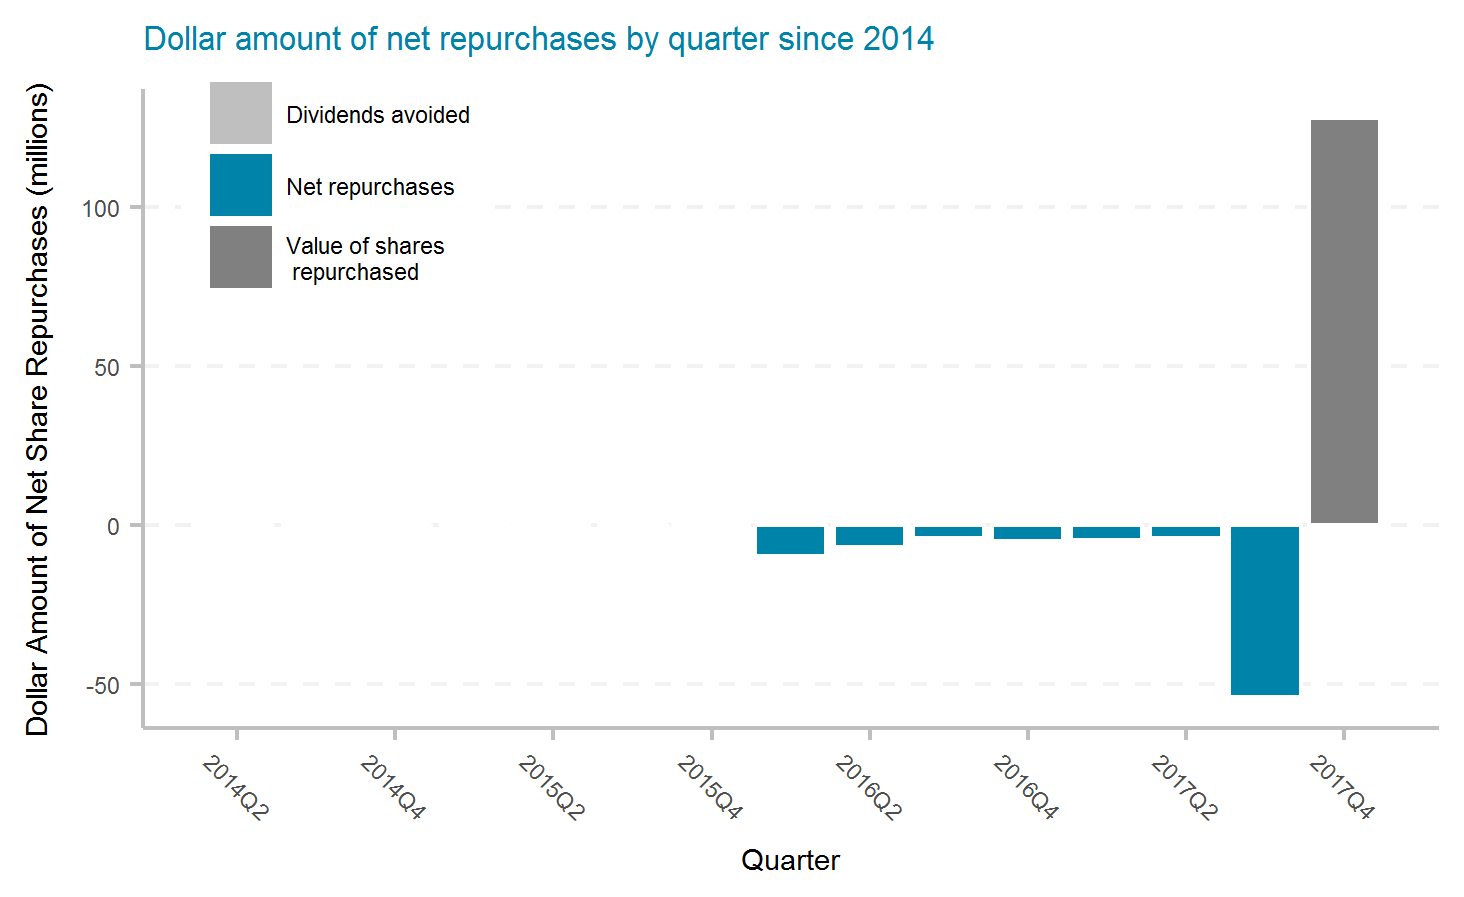 Dollar amount of net repurchases by quarter since 2014
Dividends avoided
Net repurchases
Value of shares
repurchased
Dollar Amount of Net Share Repurchases (millions)
100
50
0
-50
2014Q2
2014Q4
2015Q2
2015Q4
2016Q2
2016Q4
2017Q2
2017Q4
Quarter